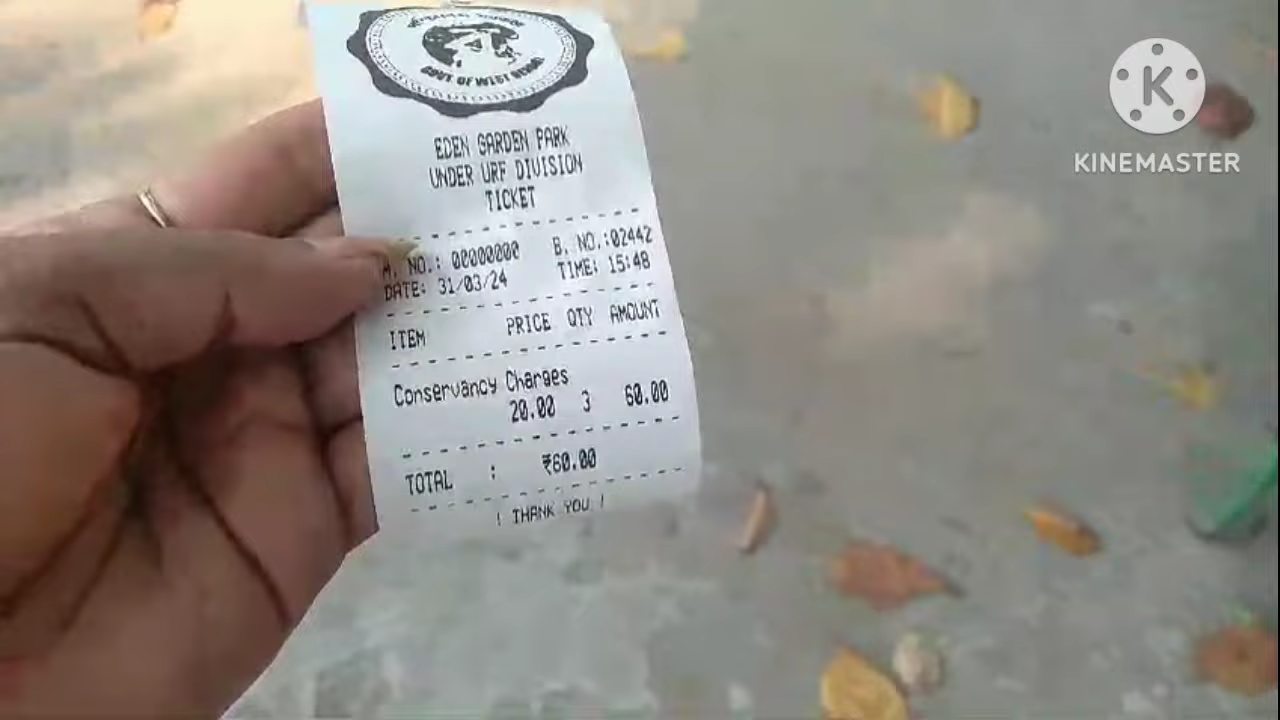 GOVT. OF WEST BENGAL
EDEN GARDEN PARK
UNDER URF DIVISION
TICKET
NO.: 00000000 B. NO.:02442
DATE: 31/03/24 TIME: 15:48
ITEM PRICE QTY AMOUNT
Conservancy Charges
20.00 3 60.00
TOTAL : ₹60.00
! THANK YOU !
K
KINEMASTER